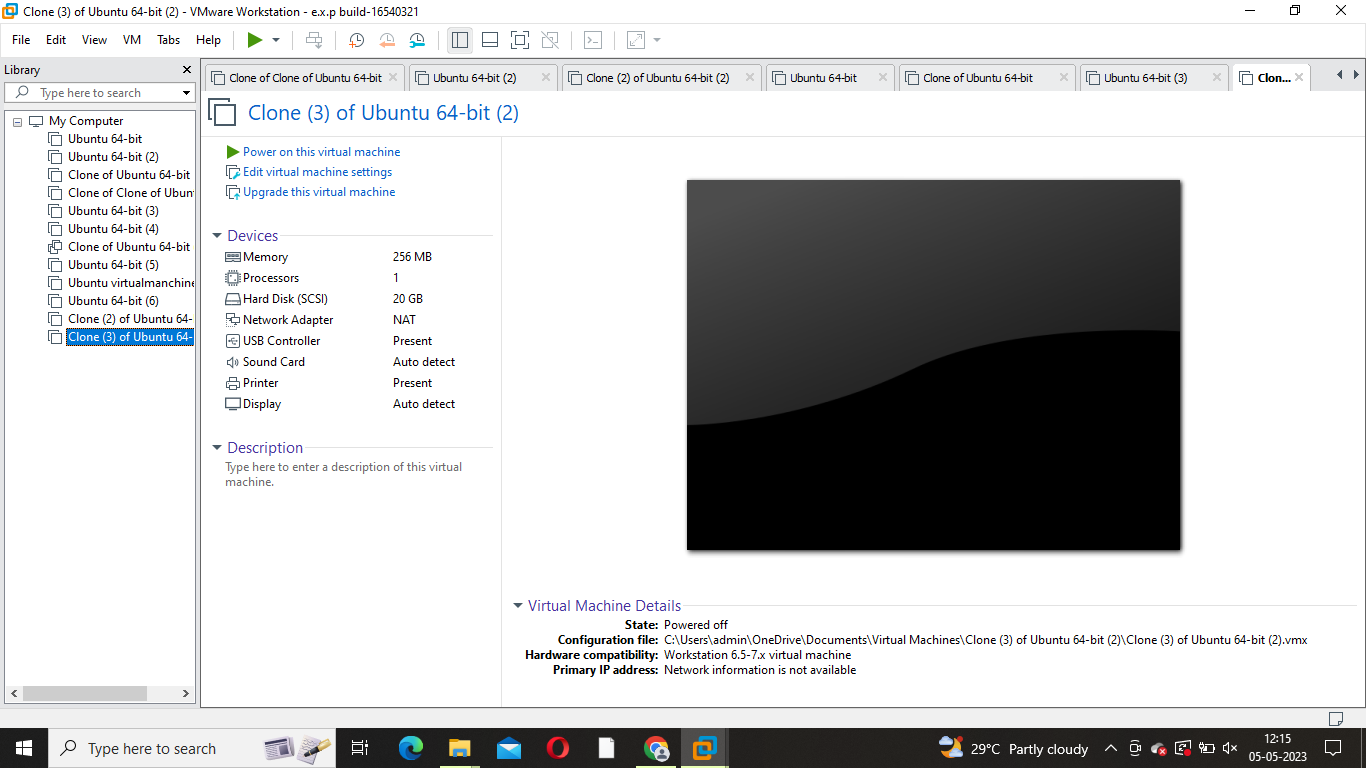 Clone (3) of Ubuntu 64-bit (2) - VMware Workstation - e.x.p build-16540321
File Edit View VM Tabs Help
Library
Type here to search
My Computer
Ubuntu 64-bit
Ubuntu 64-bit (2)
Clone of Ubuntu 64-bit
Clone of Clone of Ubun
Ubuntu 64-bit (3)
Ubuntu 64-bit (4)
Clone of Ubuntu 64-bit
Ubuntu 64-bit (5)
Ubuntu virtualmanchine
Ubuntu 64-bit (6)
Clone (2) of Ubuntu 64-
Clone (3) of Ubuntu 64-
Clone of Clone of Ubuntu 64-bit Ubuntu 64-bit (2) Clone (2) of Ubuntu 64-bit (2) Ubuntu 64-bit Clone of Ubuntu 64-bit Ubuntu 64-bit (3) Clon...
Clone (3) of Ubuntu 64-bit (2)
Power on this virtual machine
Edit virtual machine settings
Upgrade this virtual machine
Devices
Memory 256 MB
Processors 1
Hard Disk (SCSI) 20 GB
Network Adapter NAT
USB Controller Present
Sound Card Auto detect
Printer Present
Display Auto detect
Description
Type here to enter a description of this virtual
machine.
Virtual Machine Details
State: Powered off
Configuration file: C:\Users\admin\OneDrive\Documents\Virtual Machines\Clone (3) of Ubuntu 64-bit (2)\Clone (3) of Ubuntu 64-bit (2).vmx
Hardware compatibility: Workstation 6.5-7.x virtual machine
Primary IP address: Network information is not available
Type here to search
29°C Partly cloudy
12:15
05-05-2023